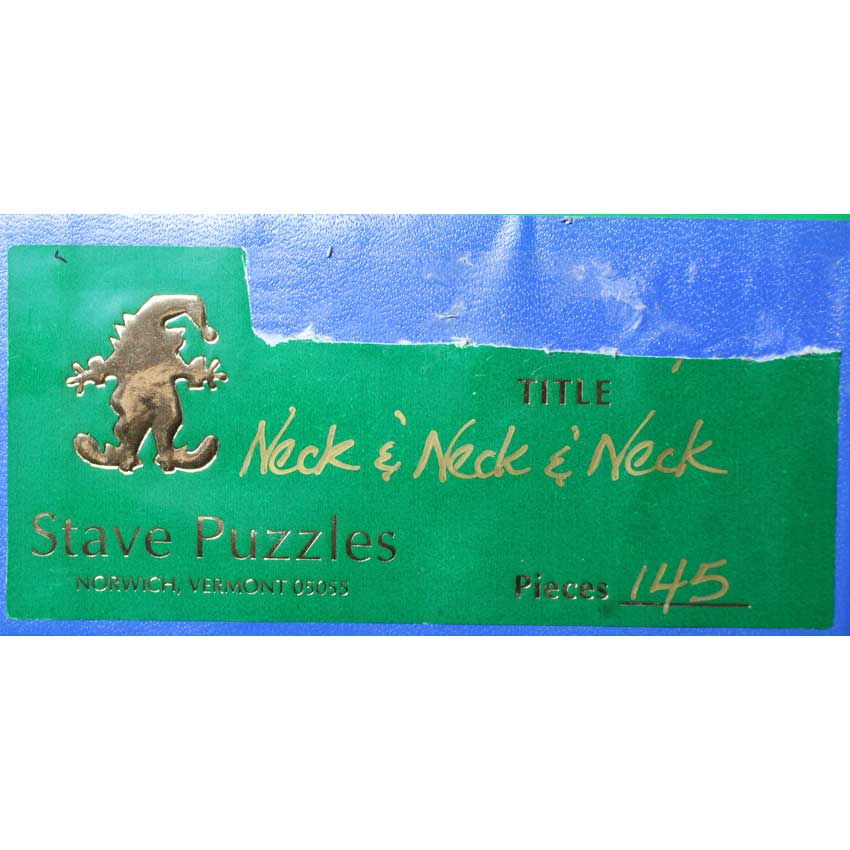 TITLE
Neck & Neck & Neck
Stave Puzzles
NORWICH, VERMONT 05055
Pieces 145